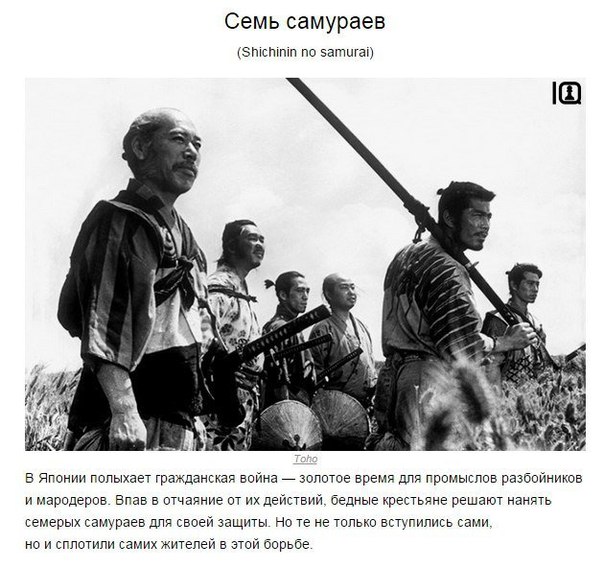 Семь самураев
(Shichinin no samurai)
IQ
Toho
В Японии полыхает гражданская война — золотое время для промыслов разбойников
и мародеров. Впав в отчаяние от их действий, бедные крестьяне решают нанять
семерых самураев для своей защиты. Но те не только вступились сами,
но и сплотили самих жителей в этой борьбе.